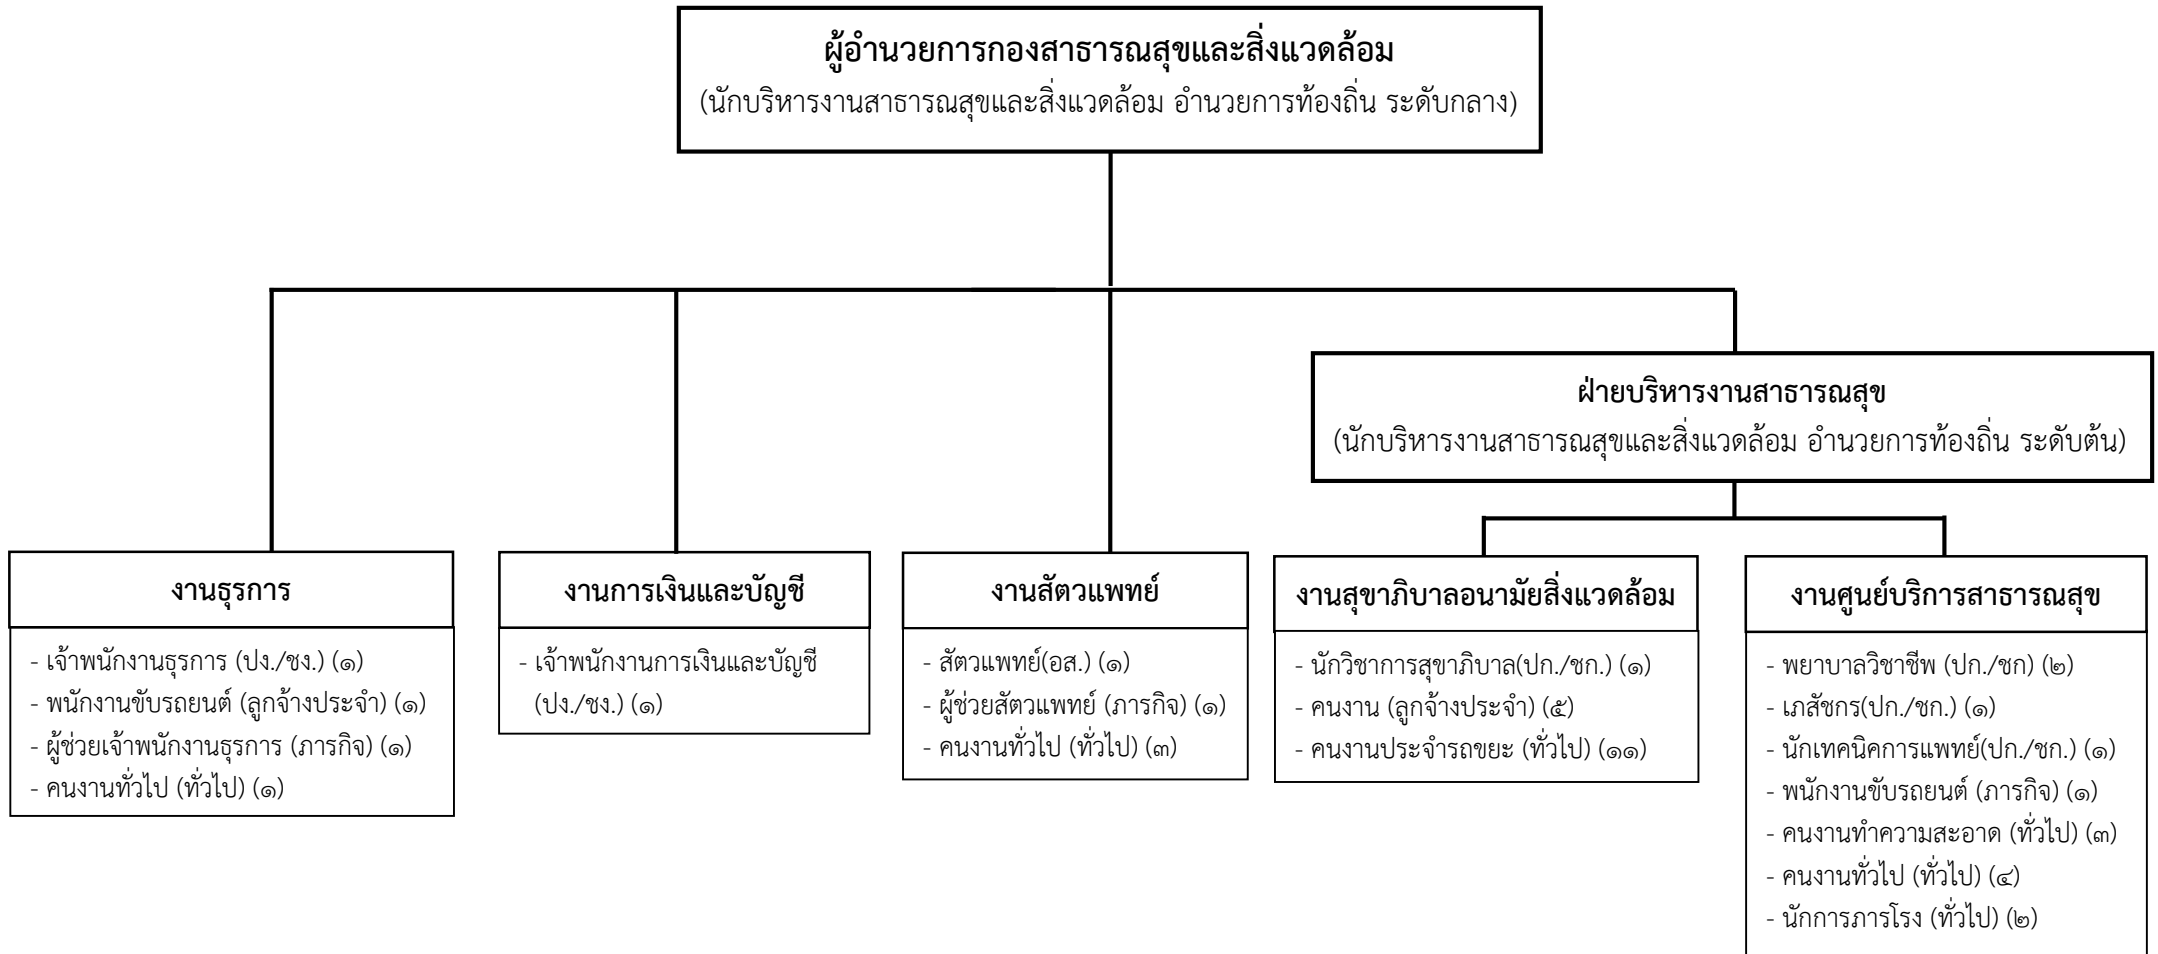 ผู้อำนวยการกองสาธารณสุขและสิ่งแวดล้อม
(นักบริหารงานสาธารณสุขและสิ่งแวดล้อม อำนวยการท้องถิ่น ระดับกลาง)
ฝ่ายบริหารงานสาธารณสุข
(นักบริหารงานสาธารณสุขและสิ่งแวดล้อม อำนวยการท้องถิ่น ระดับต้น)
งานธุรการ
- เจ้าพนักงานธุรการ (ปง./ชง.) (๑)
- พนักงานขับรถยนต์ (ลูกจ้างประจำ) (๑)
- ผู้ช่วยเจ้าพนักงานธุรการ (ภารกิจ) (๑)
- คนงานทั่วไป (ทั่วไป) (๑)
งานการเงินและบัญชี
- เจ้าพนักงานการเงินและบัญชี
(ปง./ชง.) (๑)
งานสัตวแพทย์
- สัตวแพทย์(อส.) (๑)
- ผู้ช่วยสัตวแพทย์ (ภารกิจ) (๑)
- คนงานทั่วไป (ทั่วไป) (๓)
งานสุขาภิบาลอนามัยสิ่งแวดล้อม
- นักวิชาการสุขาภิบาล(ปก./ชก.) (๑)
- คนงาน (ลูกจ้างประจำ) (๕)
- คนงานประจำรถขยะ (ทั่วไป) (๑๑)
งานศูนย์บริการสาธารณสุข
- พยาบาลวิชาชีพ (ปก./ชก) (๒)
- เภสัชกร(ปก./ชก.) (๑)
- นักเทคนิคการแพทย์(ปก./ชก.) (๑)
- พนักงานขับรถยนต์ (ภารกิจ) (๑)
- คนงานทำความสะอาด (ทั่วไป) (๓)
- คนงานทั่วไป (ทั่วไป) (๔)
- นักการภารโรง (ทั่วไป) (๒)